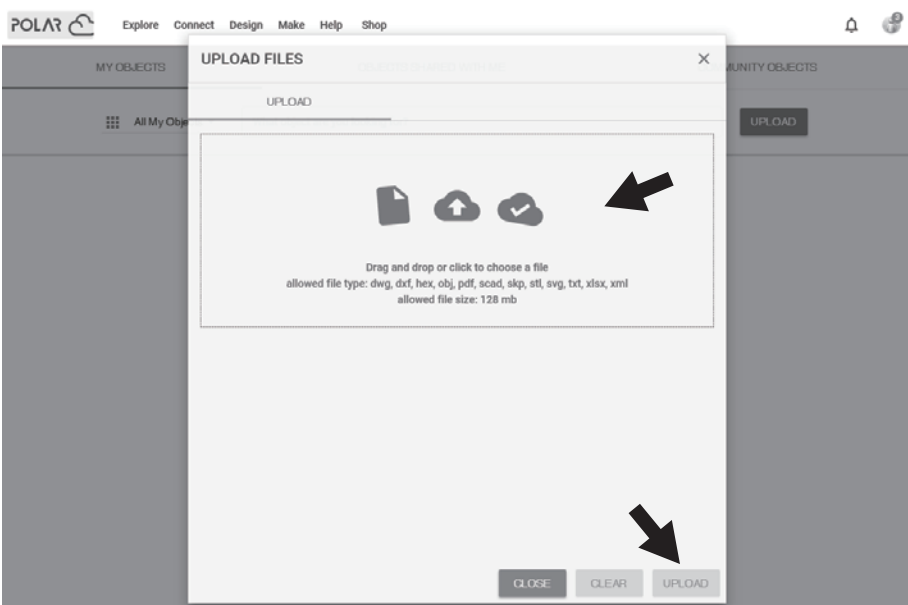 POLAR
Explore Connect Design Make Help Shop
UPLOAD FILES
MY OBJECTS
MUNITY OBJECTS
UPLOAD
All My Obje
UPLOAD
Drag and drop or click to choose a file
allowed file type: dwg, dxf, hex, obj, pdf, scad, skp, stl, svg, txt, xlsx, xml
allowed file size: 128 mb
CLOSE CLEAR UPLOAD